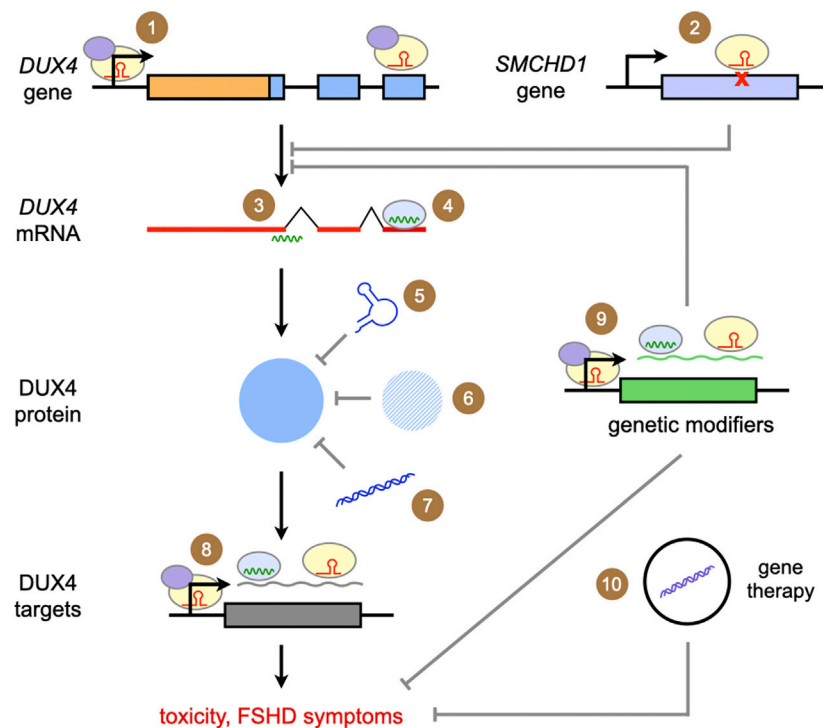 1
2
DUX4
gene
SMCHD1
gene
X
3
4
DUX4
mRNA
5
9
DUX4
protein
6
genetic modifiers
7
8
DUX4
targets
10
gene
therapy
toxicity, FSHD symptoms